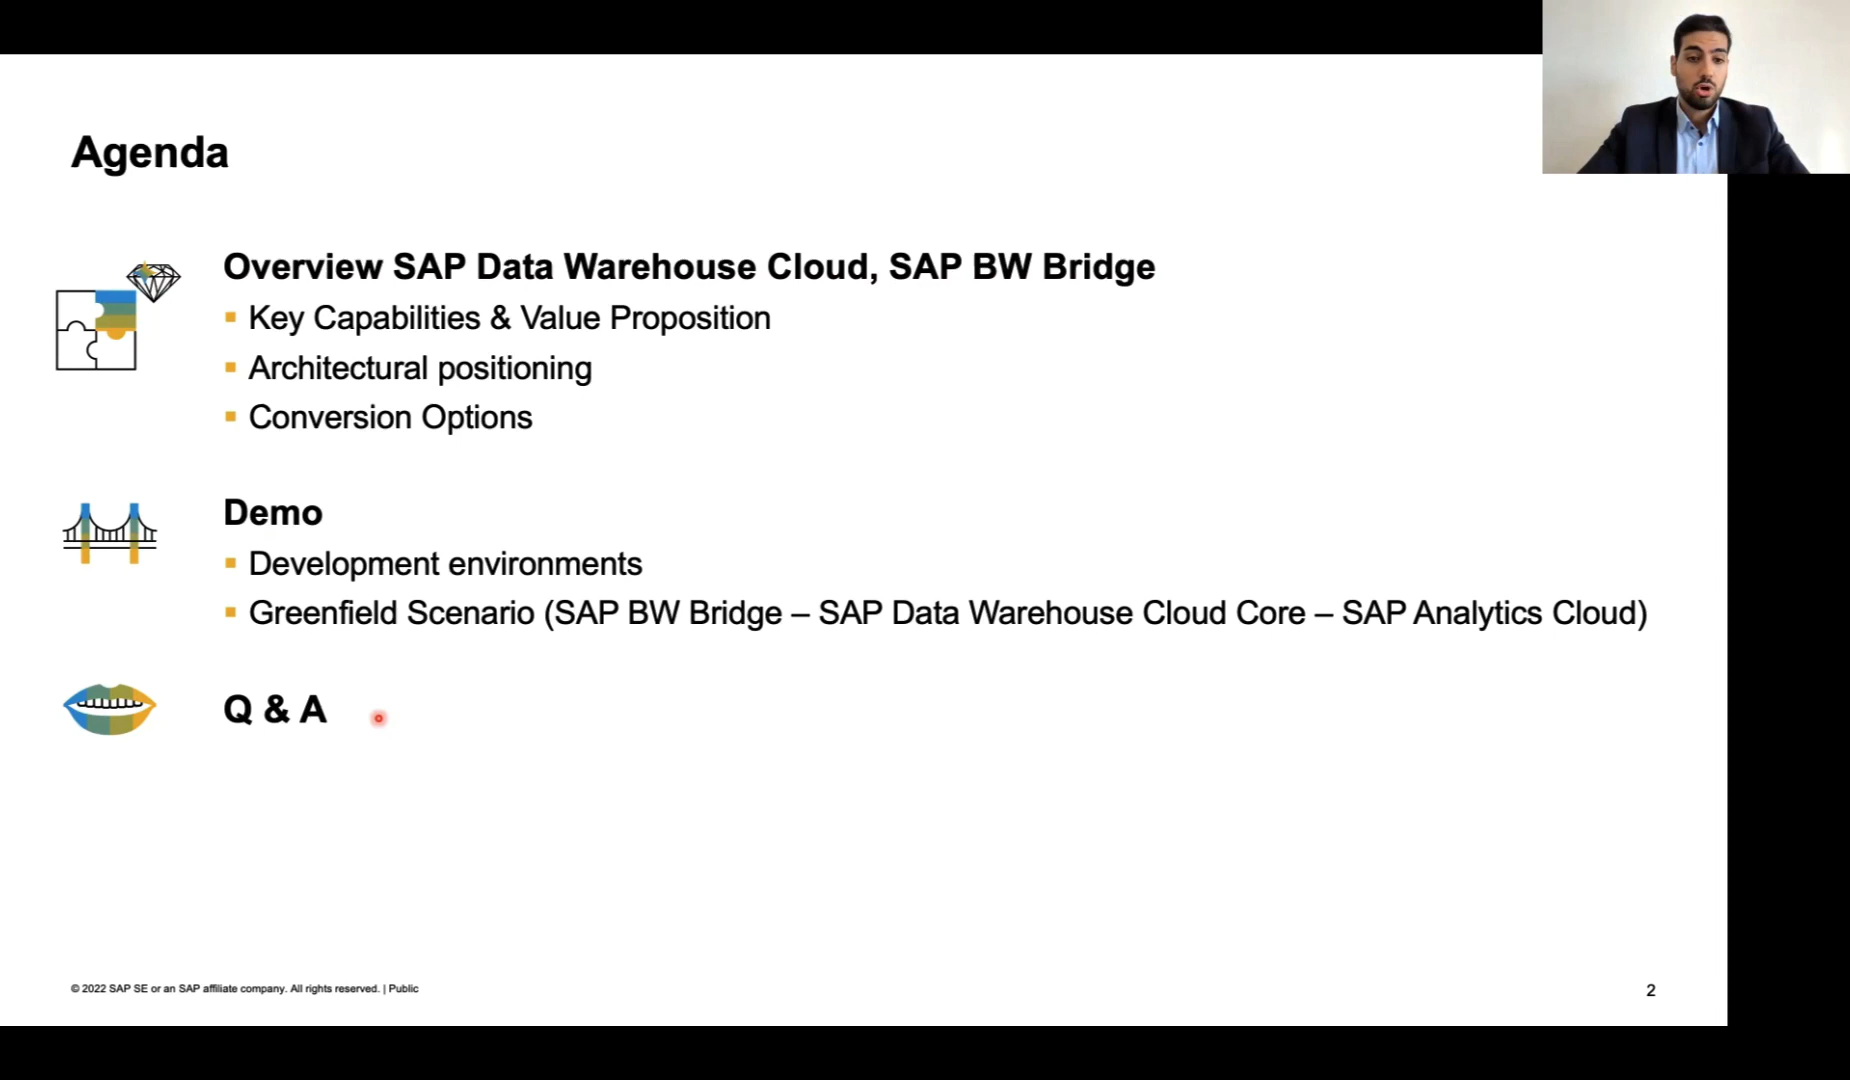 Agenda
Overview SAP Data Warehouse Cloud, SAP BW Bridge
Key Capabilities & Value Proposition
Architectural positioning
Conversion Options
Demo
Development environments
Greenfield Scenario (SAP BW Bridge – SAP Data Warehouse Cloud Core – SAP Analytics Cloud)
Q & A
© 2022 SAP SE or an SAP affiliate company. All rights reserved. | Public
2